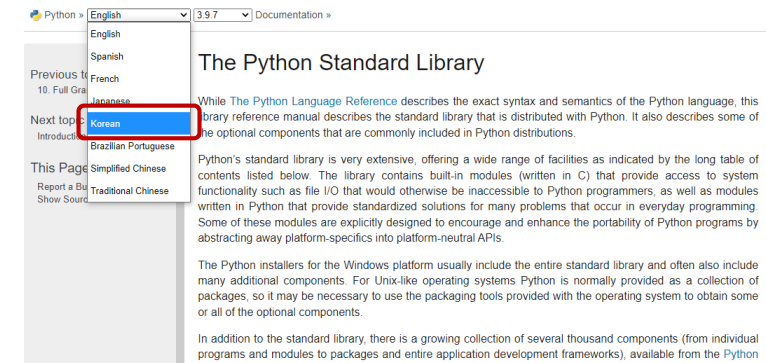 Python » English 3.9.7 Documentation »
English
Spanish
French
Japanese
Korean
Brazilian Portuguese
Simplified Chinese
Traditional Chinese
Previous to
10. Full Gra
Next topic
Introduction
This Page
Report a Bu
Show Sourc
The Python Standard Library
While The Python Language Reference describes the exact syntax and semantics of the Python language, this
library reference manual describes the standard library that is distributed with Python. It also describes some of
the optional components that are commonly included in Python distributions.
Python's standard library is very extensive, offering a wide range of facilities as indicated by the long table of
contents listed below. The library contains built-in modules (written in C) that provide access to system
functionality such as file I/O that would otherwise be inaccessible to Python programmers, as well as modules
written in Python that provide standardized solutions for many problems that occur in everyday programming.
Some of these modules are explicitly designed to encourage and enhance the portability of Python programs by
abstracting away platform-specifics into platform-neutral APIs.
The Python installers for the Windows platform usually include the entire standard library and often also include
many additional components. For Unix-like operating systems Python is normally provided as a collection of
packages, so it may be necessary to use the packaging tools provided with the operating system to obtain some
or all of the optional components.
In addition to the standard library, there is a growing collection of several thousand components (from individual
programs and modules to packages and entire application development frameworks), available from the Python